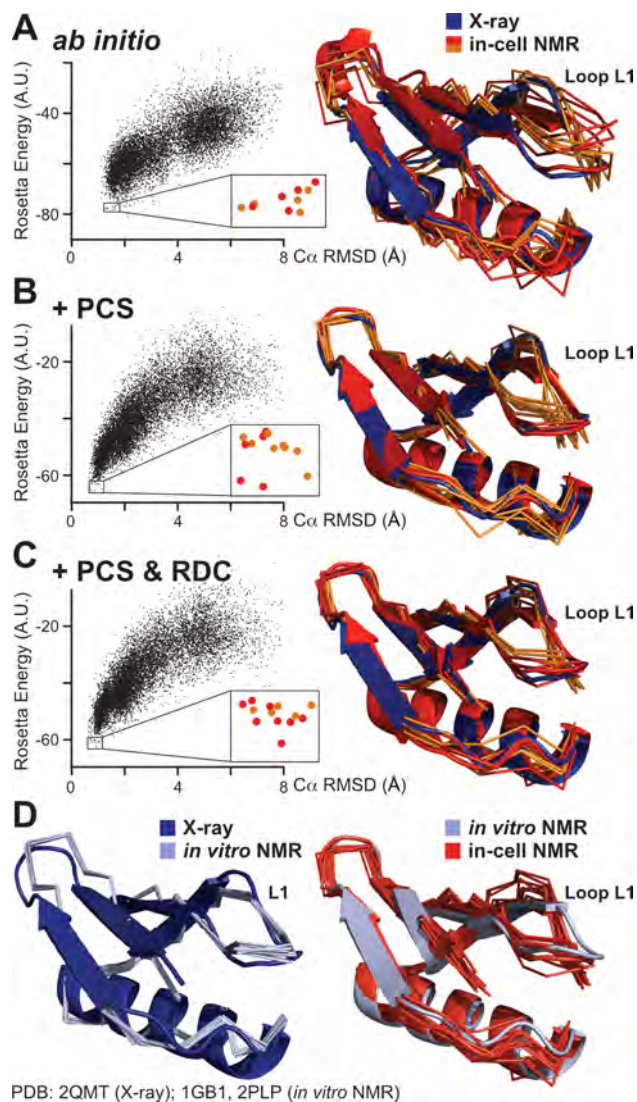 A ab initio
X-ray
in-cell NMR
Loop L1
Rosetta Energy (A.U.)
-40
-60
-80
0 4 8
Cα RMSD (Å)
B + PCS
Loop L1
Rosetta Energy (A.U.)
-20
-40
-60
0 4 8
Cα RMSD (Å)
C + PCS & RDC
Loop L1
Rosetta Energy (A.U.)
-20
-40
-60
0 4 8
Cα RMSD (Å)
D
X-ray
in vitro NMR
L1
in vitro NMR
in-cell NMR
Loop L1
PDB: 2QMT (X-ray); 1GB1, 2PLP (in vitro NMR)